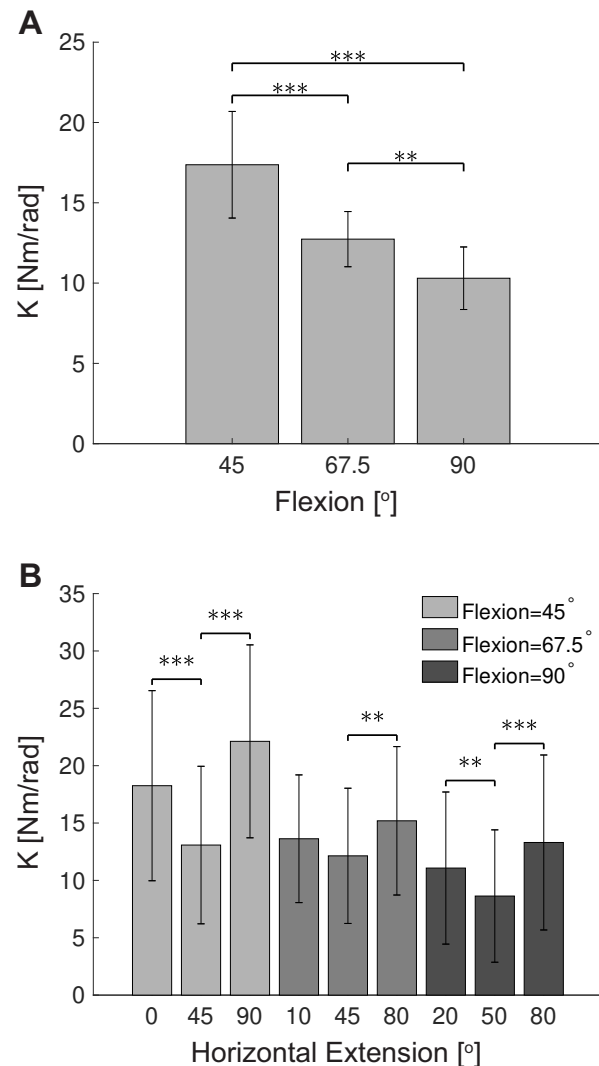 A
25
***
***
20
**
15
K [Nm/rad]
10
5
0
45 67.5 90
Flexion [°]
B
35
Flexion=45°
***
30
Flexion=67.5°
***
25
Flexion=90°
**
***
20
**
K [Nm/rad]
15
10
5
0
0 45 90 10 45 80 20 50 80
Horizontal Extension [°]